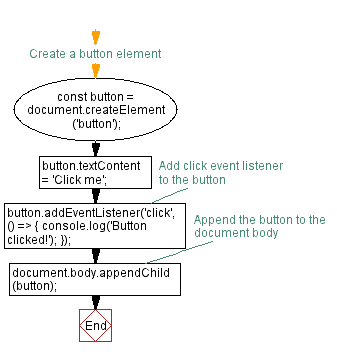 Create a button element
const button =
document.createElement
('button');
button.textContent
= 'Click me';
Add click event listener
to the button
button.addEventListener('click',
() => { console.log('Button
clicked!'); });
Append the button to the
document body
document.body.appendChild
(button);
End